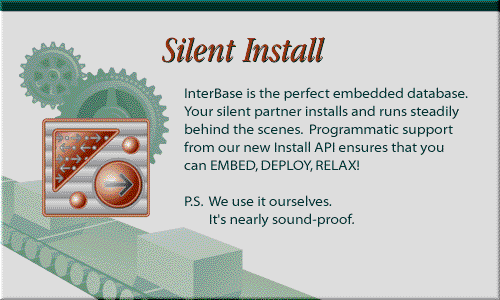 Silent Install
InterBase is the perfect embedded database.
Your silent partner installs and runs steadily
behind the scenes. Programmatic support
from our new Install API ensures that you
can EMBED, DEPLOY, RELAX!
P.S. We use it ourselves.
It's nearly sound-proof.